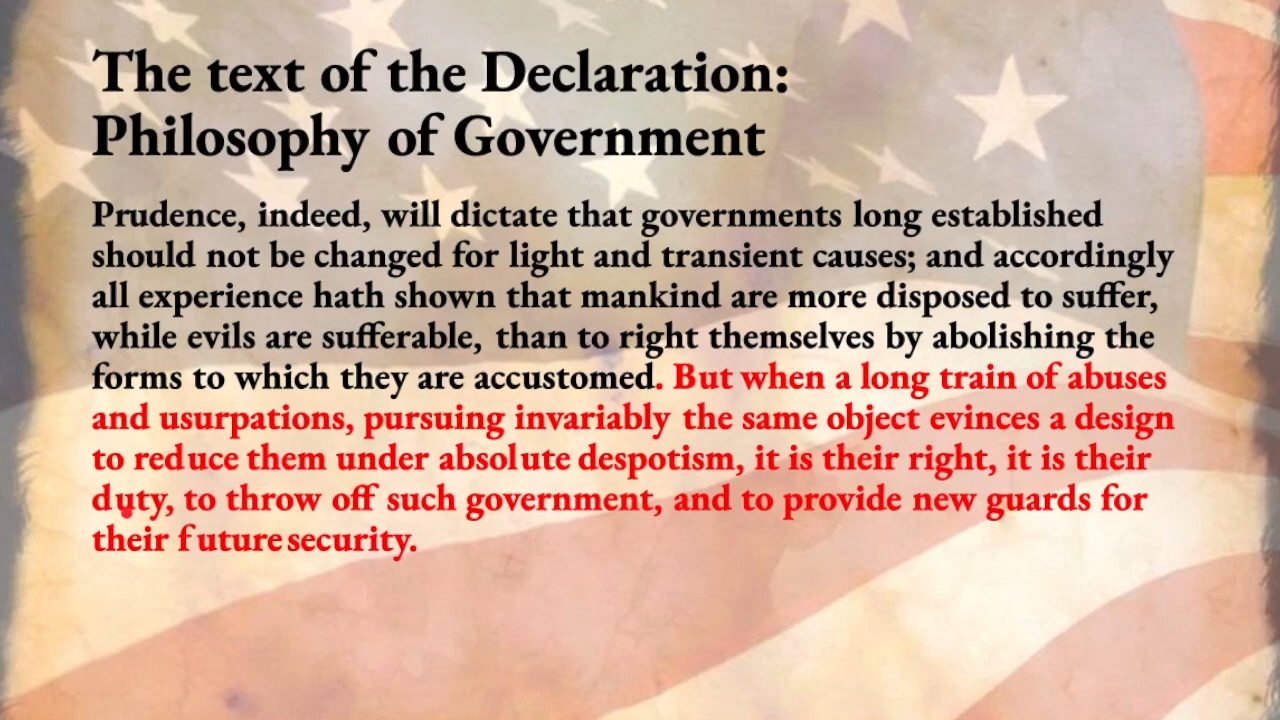 The text of the Declaration:
Philosophy of Government
Prudence, indeed, will dictate that governments long established
should not be changed for light and transient causes; and accordingly
all experience hath shown that mankind are more disposed to suffer,
while evils are sufferable, than to right themselves by abolishing the
forms to which they are accustomed. But when a long train of abuses
and usurpations, pursuing invariably the same object evinces a design
to reduce them under absolute despotism, it is their right, it is their
duty, to throw off such government, and to provide new guards for
their future security.